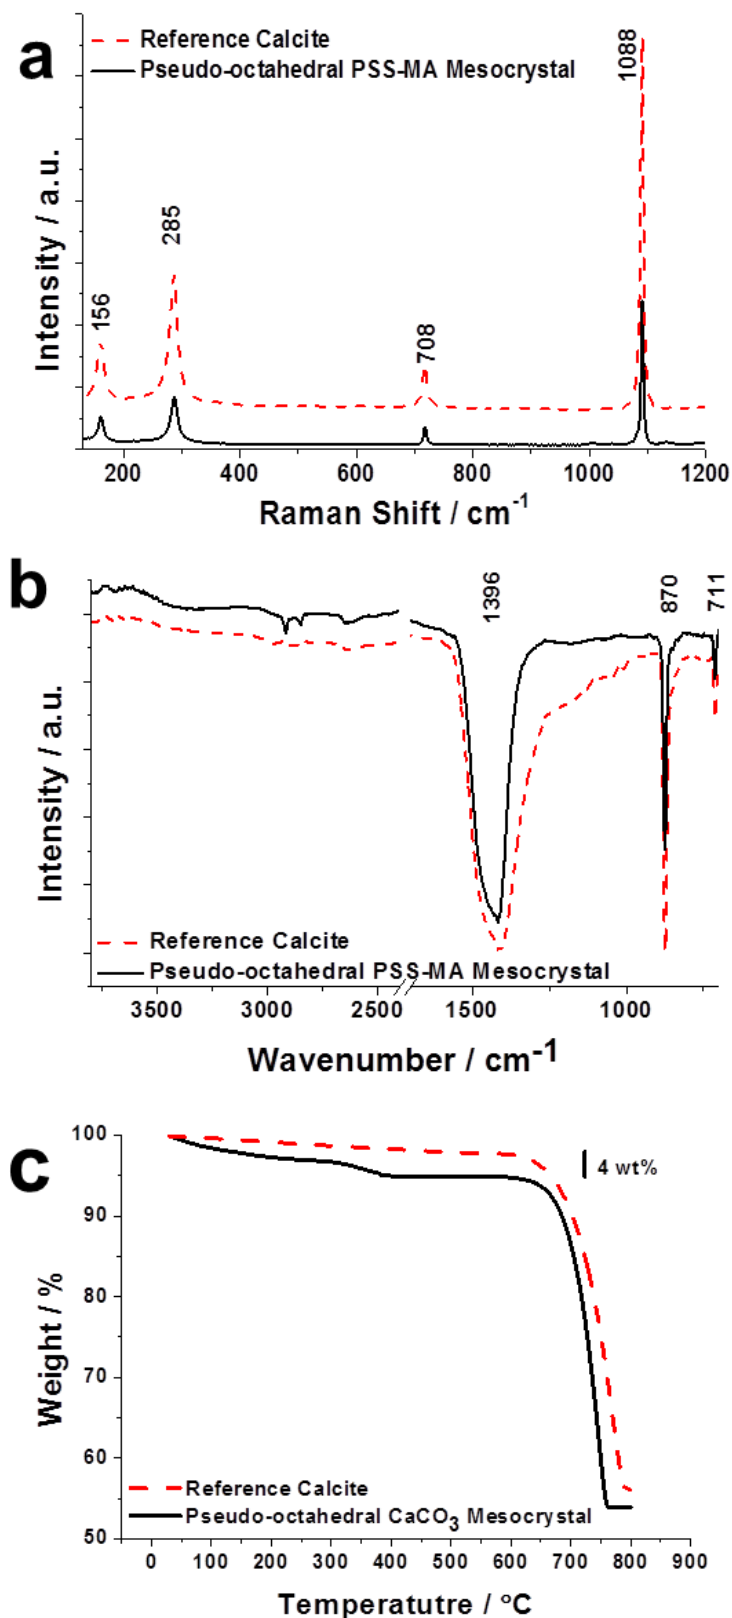 a
Reference Calcite
Pseudo-octahedral PSS-MA Mesocrystal
1088
285
156
708
Intensity / a.u.
200 400 600 800 1000 1200
Raman Shift / cm-1
b
1396
870
711
Intensity / a.u.
Reference Calcite
Pseudo-octahedral PSS-MA Mesocrystal
3500 3000 2500 1500 1000
Wavenumber / cm-1
c
100
90
80
70
60
50
4 wt%
Weight / %
Reference Calcite
Pseudo-octahedral CaCO3 Mesocrystal
0 100 200 300 400 500 600 700 800 900
Temperatutre / °C